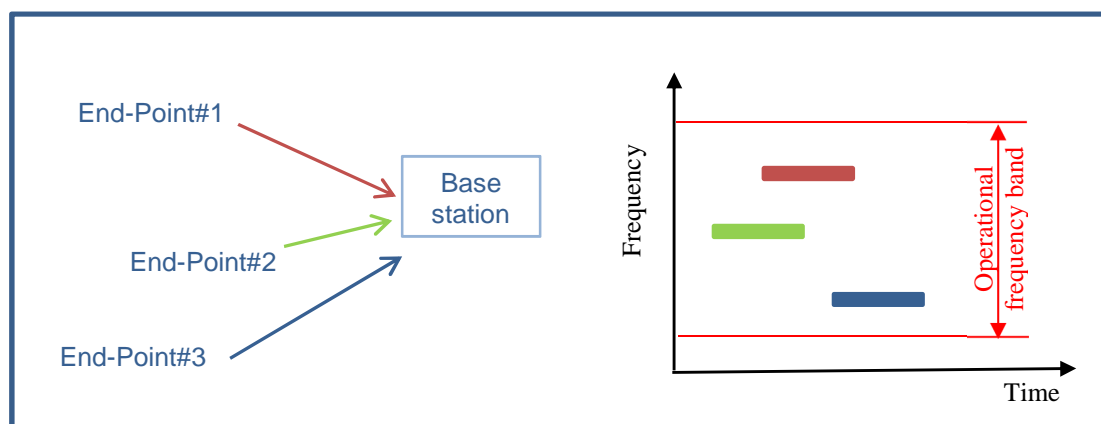 End-Point#1
Base
station
End-Point#2
End-Point#3
Frequency
Operational
frequency band
Time